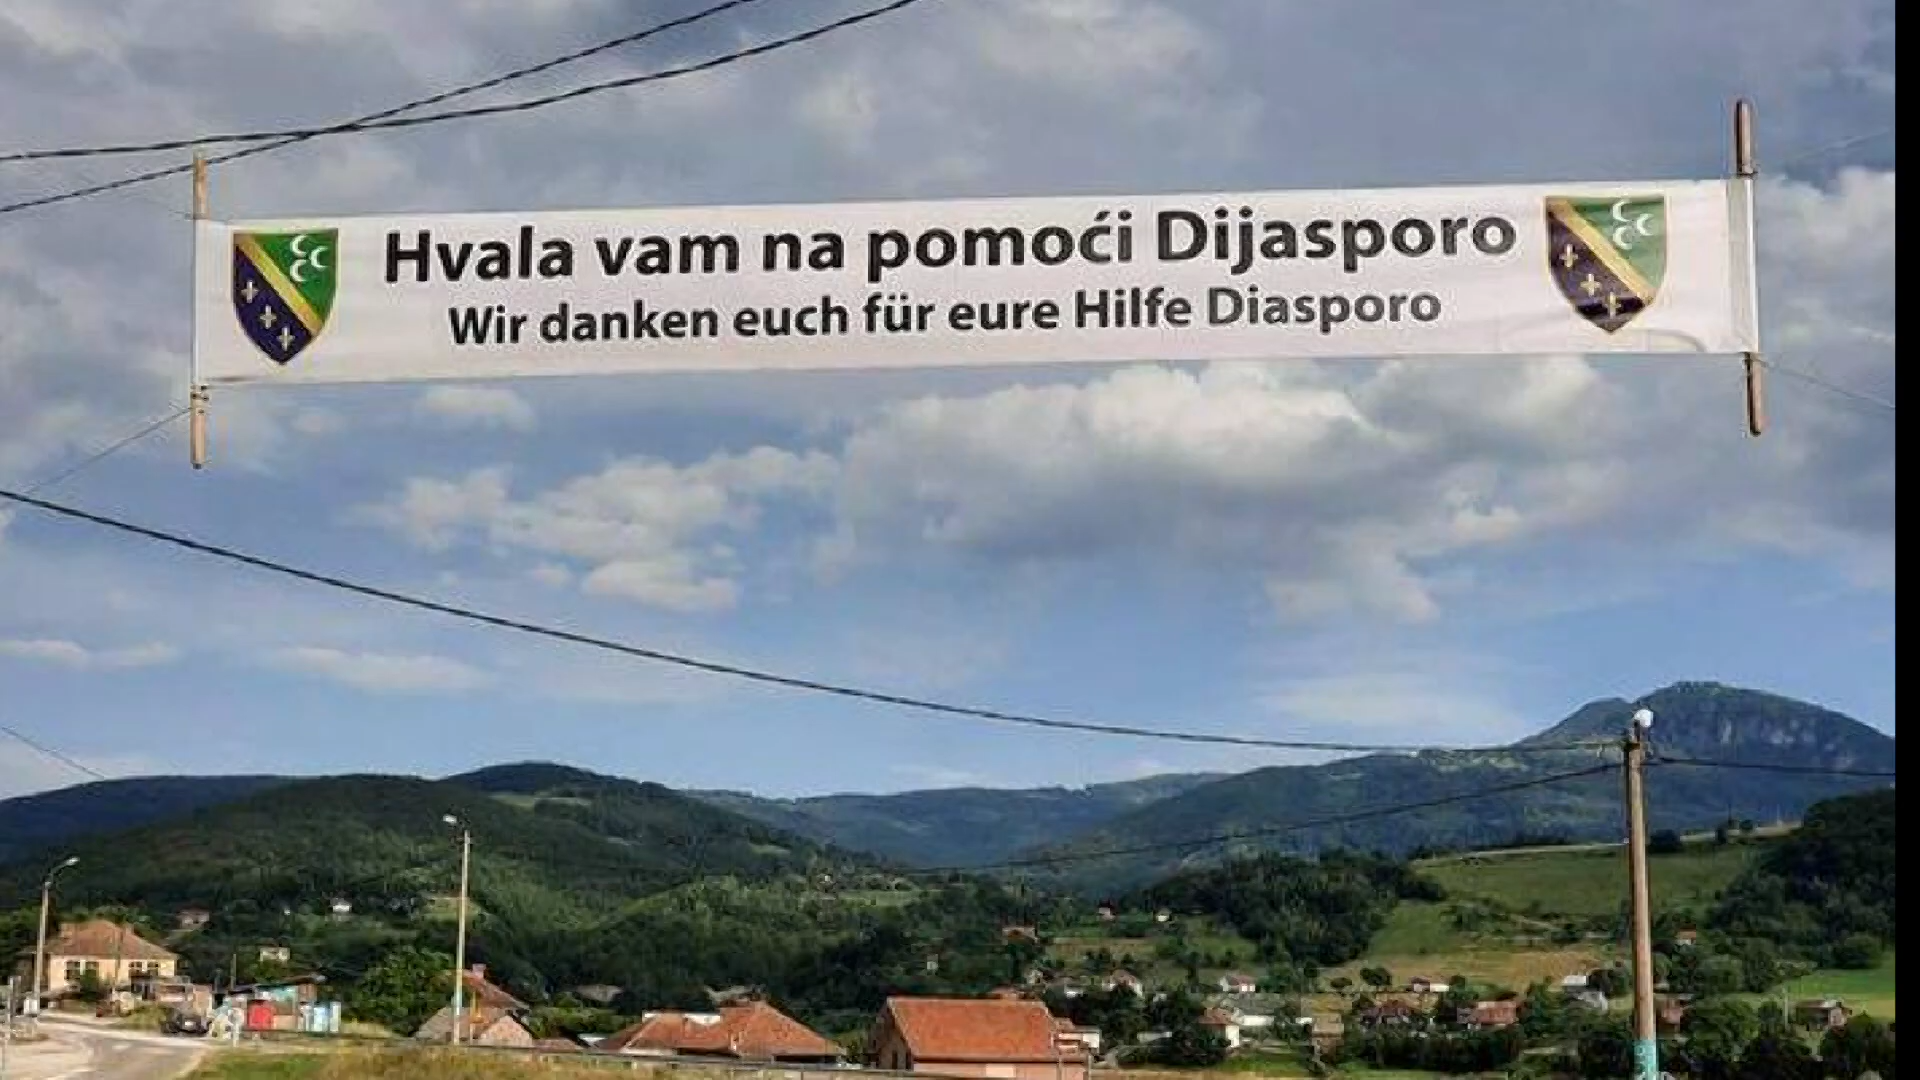 Hvala vam na pomoći Dijasporo
Wir danken euch für eure Hilfe Diasporo